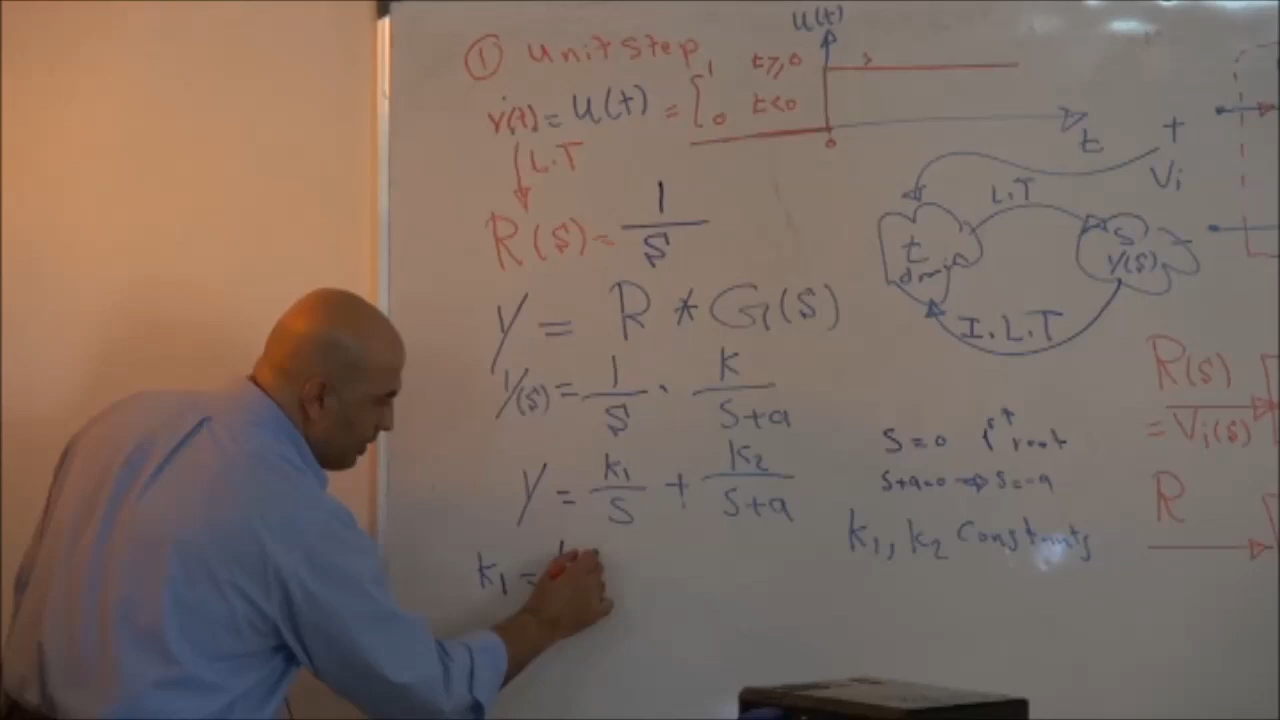 ① unit step
u(t)
r(t) = u(t) = [ 1 t≥0
0 t<0
0
t
↓ L.T
R(s) = 1/s
Y = R * G(s)
Y(s) = 1/s · k/(s+a)
Y = k1/s + k2/(s+a)
k1 =
+
Vi
L.T
t
S
Y(s)
I.L.T
s=0 1st root
s+a=0 ⇒ s=-a
k1, k2 constants
R(s)
= Vi(s)
R